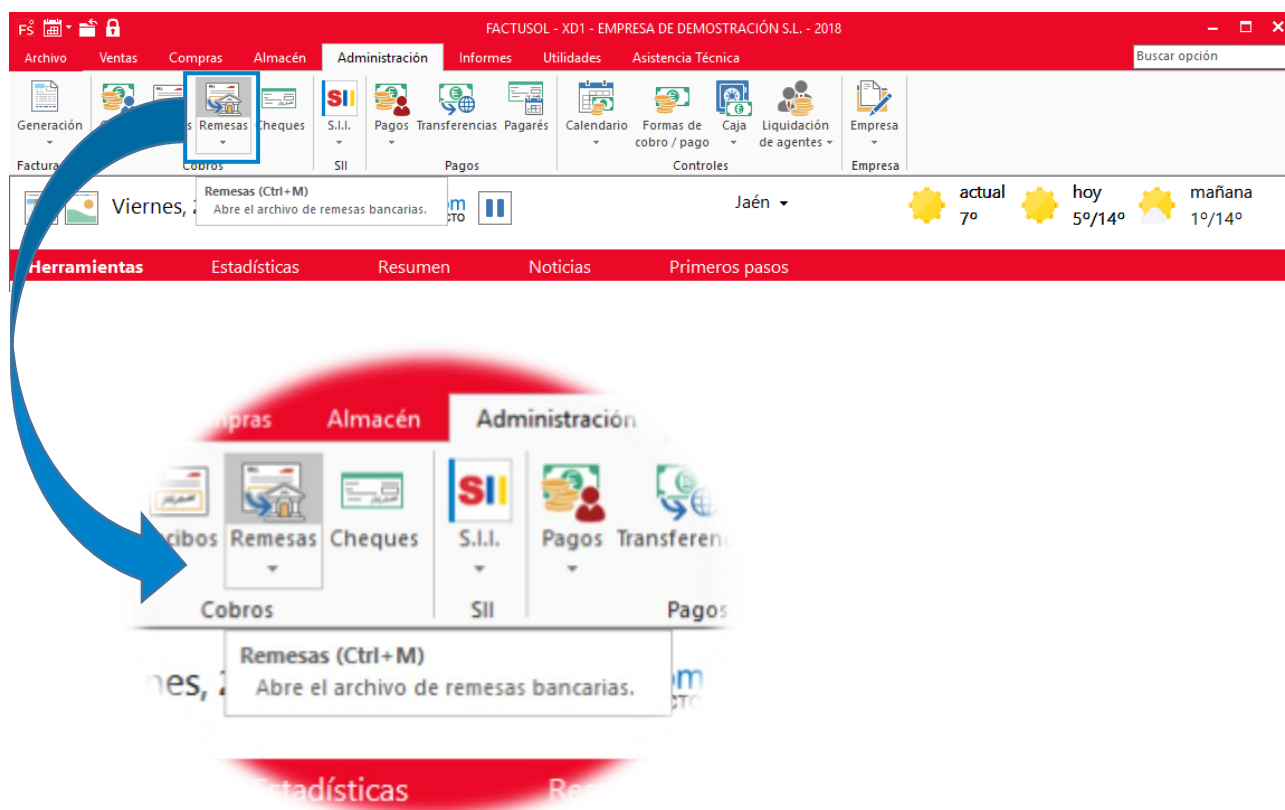 FACTUSOL - XD1 - EMPRESA DE DEMOSTRACIÓN S.L. - 2018
Archivo Ventas Compras Almacén Administración Informes Utilidades Asistencia Técnica Buscar opción
Generación Remesas Cheques S.I.I. Pagos Transferencias Pagarés Calendario Formas de cobro / pago Caja Liquidación de agentes Empresa
Cobros SII Pagos Controles Empresa
Remesas (Ctrl+M)
Abre el archivo de remesas bancarias.
Viernes,
Jaén
actual hoy mañana
7º 5º/14º 1º/14º
Herramientas Estadísticas Resumen Noticias Primeros pasos
Almacén Administración
Remesas Cheques S.I.I. Pagos
Cobros SII Pagos
Remesas (Ctrl+M)
Abre el archivo de remesas bancarias.